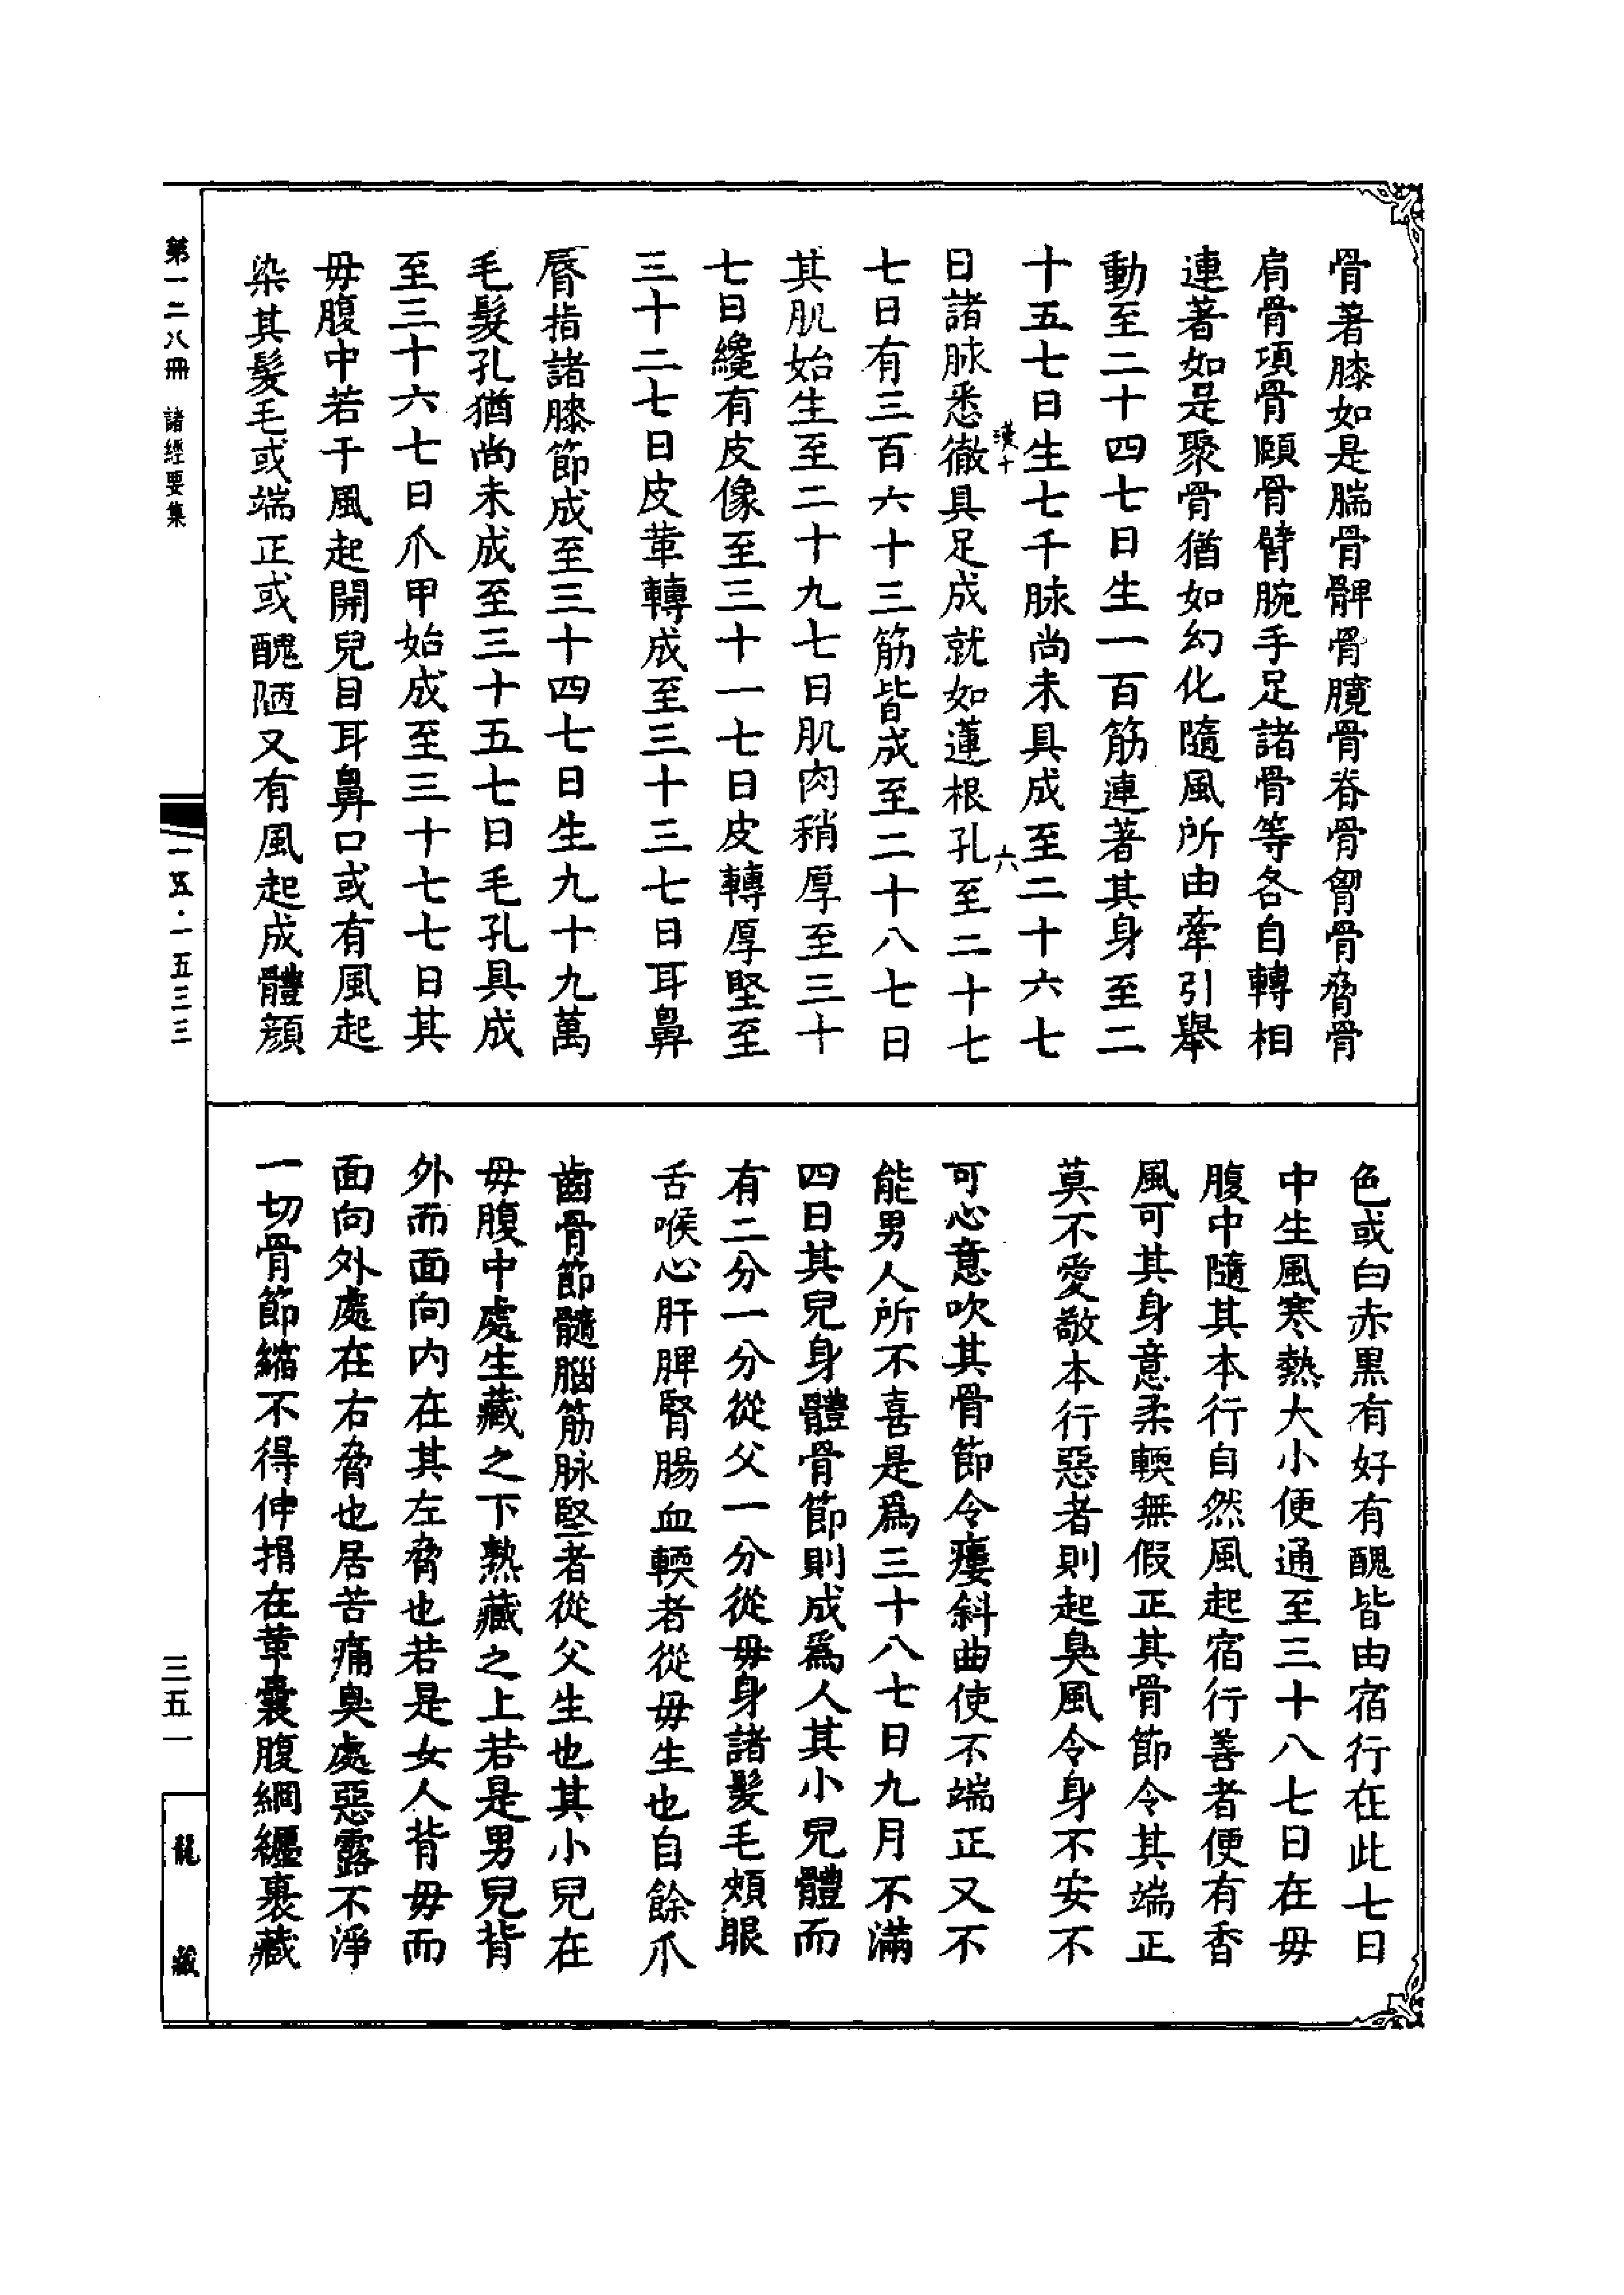 骨著膝如是腨骨髀骨臗骨脊骨胷骨脅骨
肩骨項骨頤骨臂腕手足諸骨等各自轉相
連著如是聚骨猶如幻化隨風所由牽引舉
動至二十四七日生一百筋連著其身至二
十五七日生七千脉尚未具成至二十六七
漢十
六
日諸脉悉徹具足成就如蓮根孔至二十七
七日有三百六十三筋皆成至二十八七日
其肌始生至二十九七日肌肉稍厚至三十
七日纔有皮像至三十一七日皮轉厚堅至
三十二七日皮革轉成至三十三七日耳鼻
脣指諸膝節成至三十四七日生九十九萬
毛髮孔猶尚未成至三十五七日毛孔具成
至三十六七日爪甲始成至三十七七日其
毋腹中若干風起開兒目耳鼻口或有風起
染其髮毛或端正或醜陋又有風起成體顏
色或白赤黒有好有醜皆由宿行在此七日
中生風寒熱大小便通至三十八七日在毋
腹中隨其本行自然風起宿行善者便有香
風可其身意柔輭無假正其骨節令其端正
莫不愛敬本行惡者則起臭風令身不安不
可心意吹其骨節令瘻斜曲使不端正又不
能男人所不喜是爲三十八七日九月不滿
四日其兒身體骨節則成爲人其小兒體而
有二分一分從父一分從毋身諸髮毛頰眼
舌喉心肝脾腎腸血輭者從毋生也自餘爪
齒骨節髓腦筋脉堅者從父生也其小兒在
毋腹中處生藏之下熟藏之上若是男兒背
外而面向内在其左脅也若是女人背毋而
面向外處在右脅也居苦痛臭處惡露不淨
一切骨節縮不得伸捐在革囊腹網纏裹藏
第一二八冊 諸經要集
一五·一五三三
三五一
龍藏